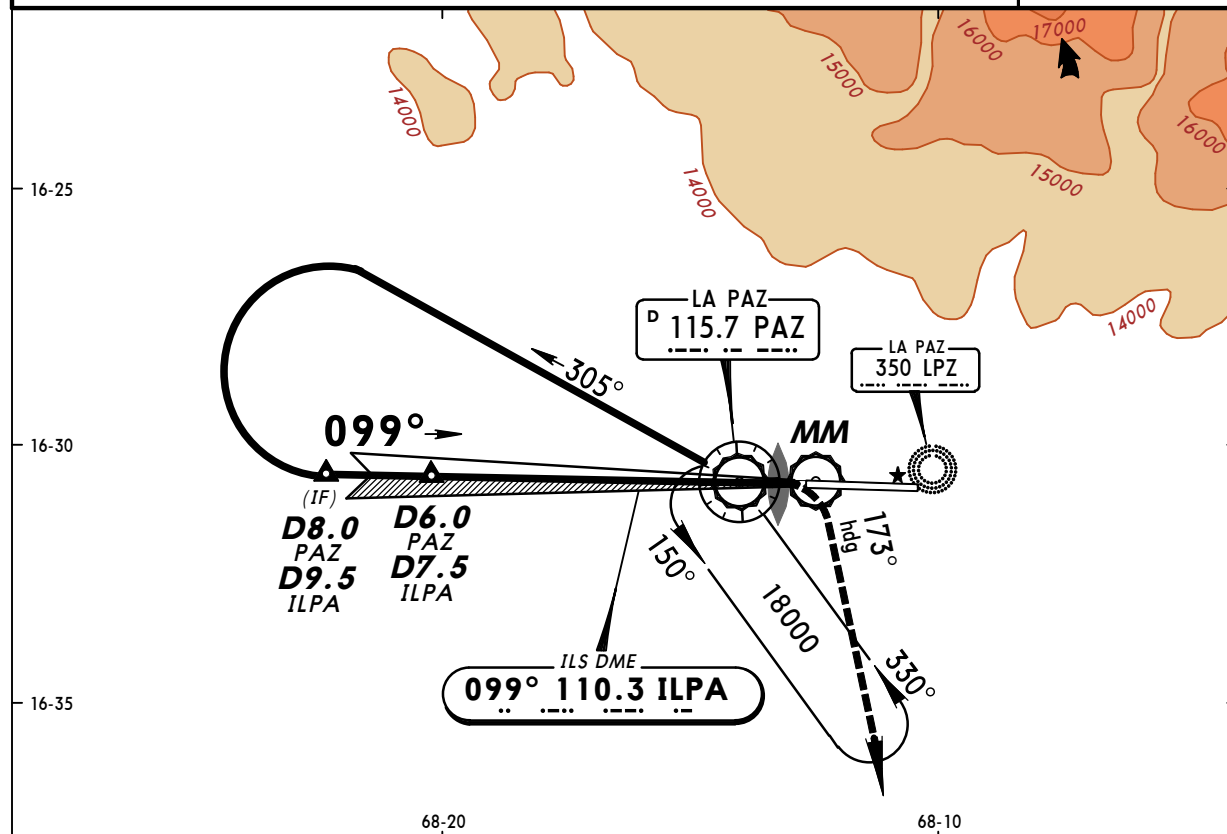 17000
16000
15000
14000
16000
16-25
15000
14000
14000
LA PAZ
D 115.7 PAZ
LA PAZ
350 LPZ
305°
099°
MM
16-30
(IF)
D8.0
PAZ
D9.5
ILPA
D6.0
PAZ
D7.5
ILPA
150°
173°
hdg
18000
330°
ILS DME
099° 110.3 ILPA
16-35
68-20
68-10